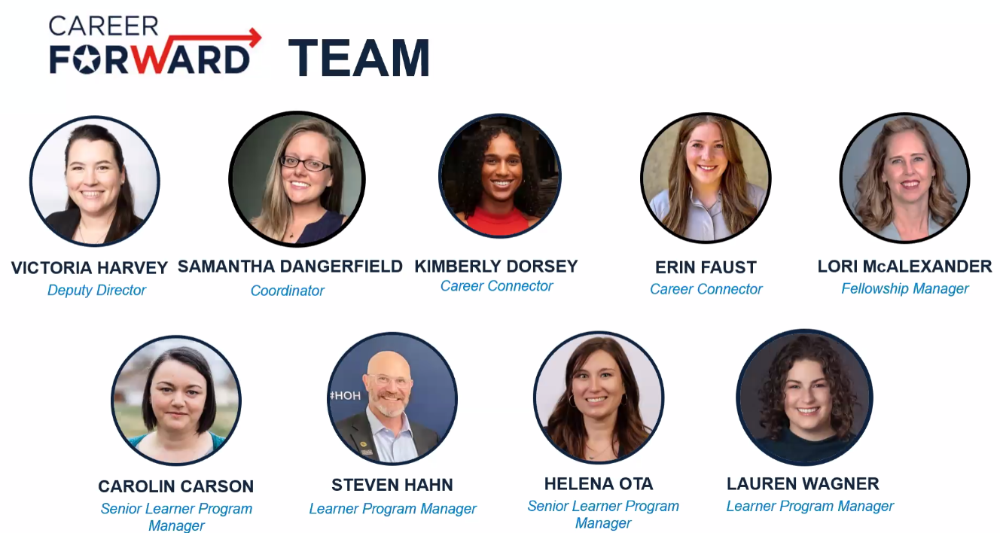 CAREER
FORWARD
TEAM
VICTORIA HARVEY
Deputy Director
SAMANTHA DANGERFIELD
Coordinator
KIMBERLY DORSEY
Career Connector
ERIN FAUST
Career Connector
LORI McALEXANDER
Fellowship Manager
#HOH
CAROLIN CARSON
Senior Learner Program
Manager
STEVEN HAHN
Learner Program Manager
HELENA OTA
Senior Learner Program
Manager
LAUREN WAGNER
Learner Program Manager